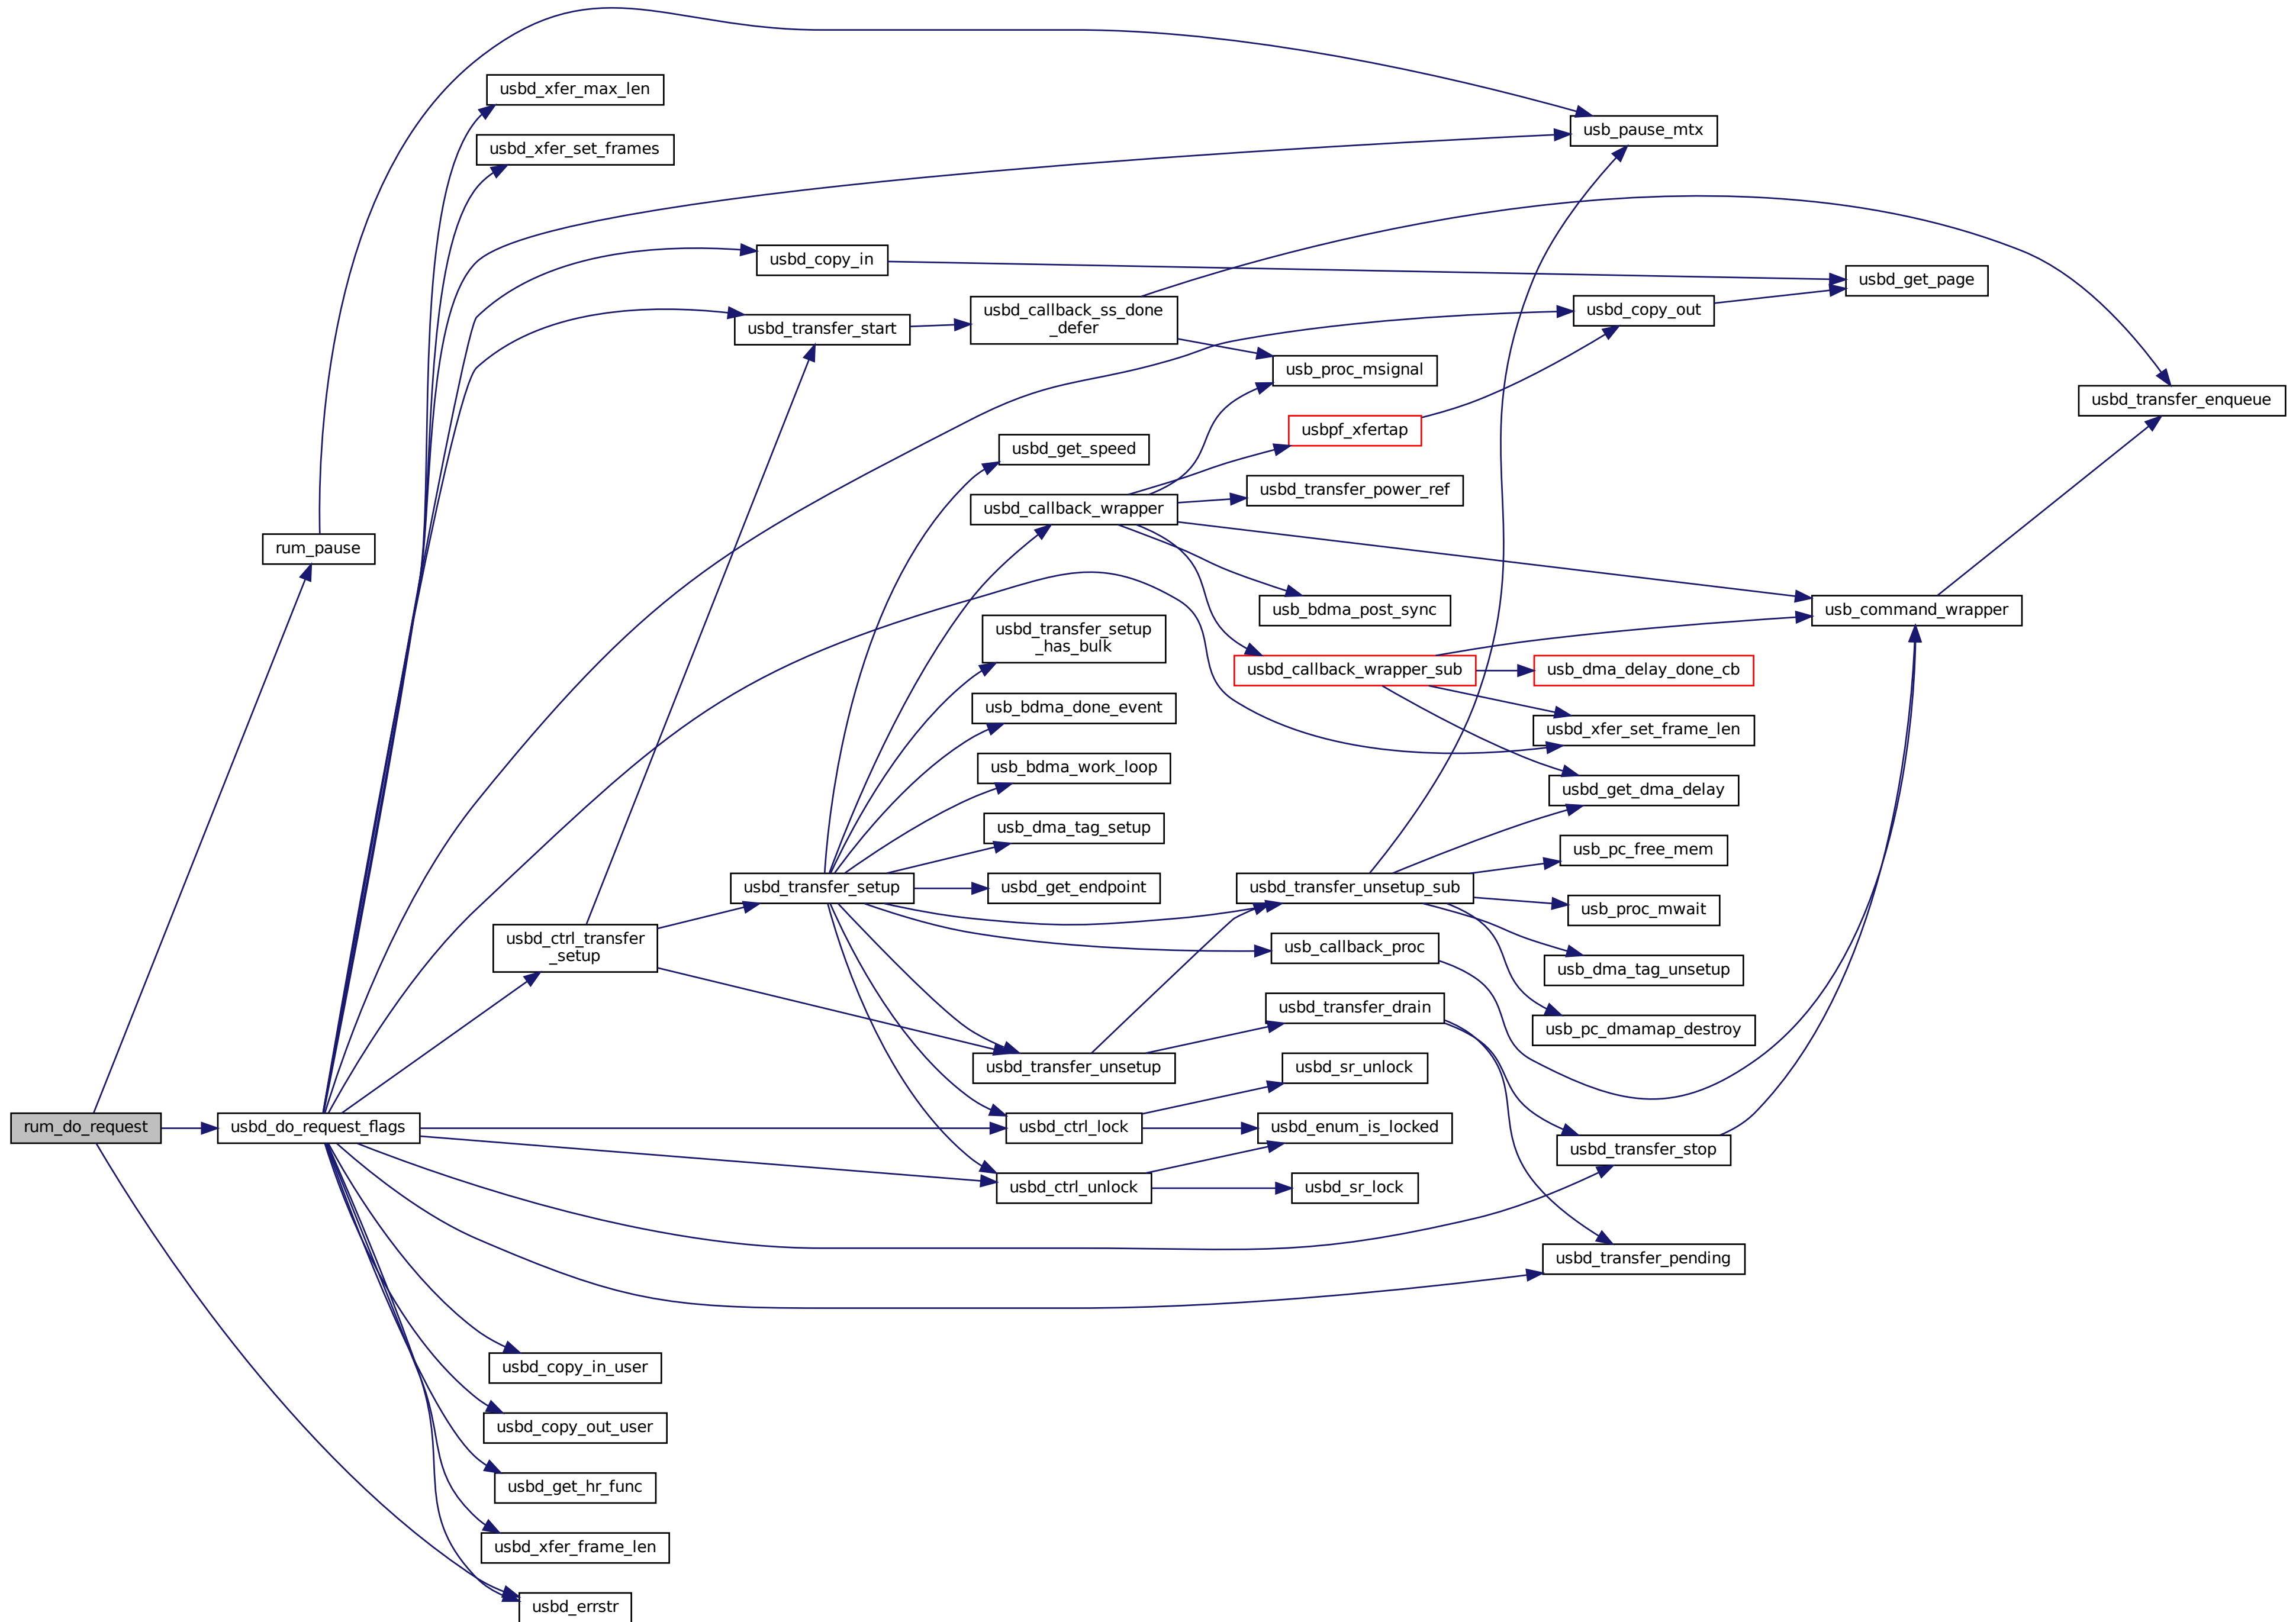 usbd_xfer_max_len
usb_pause_mtx
usbd_xfer_set_frames
usbd_copy_in
usbd_get_page
usbd_callback_ss_done
_defer
usbd_copy_out
usbd_transfer_start
usb_proc_msignal
usbd_transfer_enqueue
usbpf_xfertap
usbd_get_speed
usbd_transfer_power_ref
usbd_callback_wrapper
rum_pause
usb_bdma_post_sync
usb_command_wrapper
usbd_transfer_setup
_has_bulk
usbd_callback_wrapper_sub
usb_dma_delay_done_cb
usb_bdma_done_event
usbd_xfer_set_frame_len
usb_bdma_work_loop
usbd_get_dma_delay
usb_dma_tag_setup
usb_pc_free_mem
usbd_transfer_setup
usbd_get_endpoint
usbd_transfer_unsetup_sub
usb_proc_mwait
usbd_ctrl_transfer
_setup
usb_callback_proc
usb_dma_tag_unsetup
usbd_transfer_drain
usb_pc_dmamap_destroy
usbd_transfer_unsetup
usbd_sr_unlock
rum_do_request
usbd_do_request_flags
usbd_ctrl_lock
usbd_enum_is_locked
usbd_transfer_stop
usbd_ctrl_unlock
usbd_sr_lock
usbd_transfer_pending
usbd_copy_in_user
usbd_copy_out_user
usbd_get_hr_func
usbd_xfer_frame_len
usbd_errstr